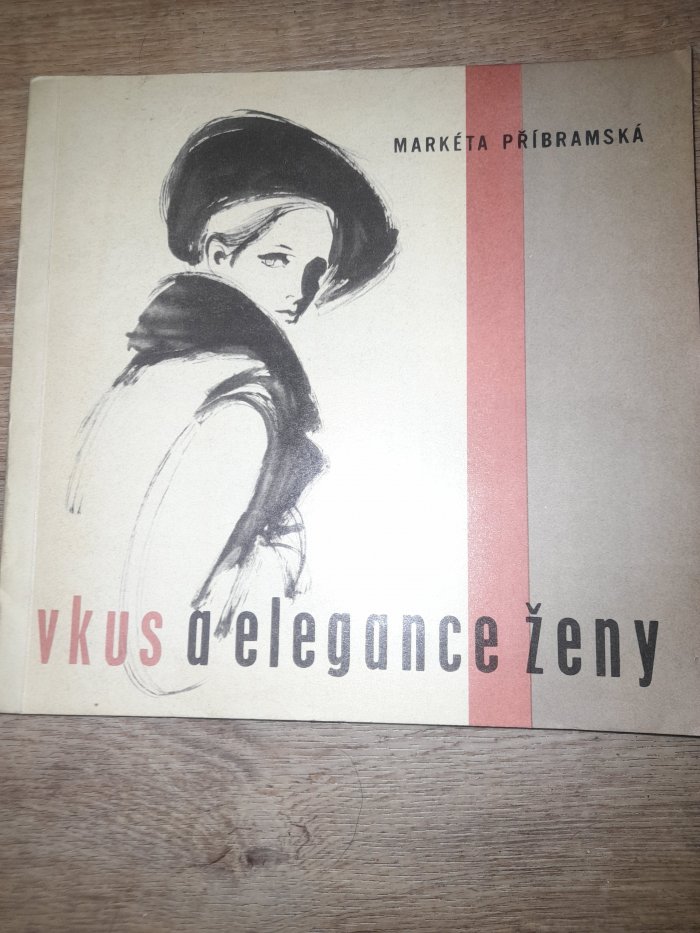 MARKÉTA PŘÍBRAMSKÁ
vkus a elegance ženy